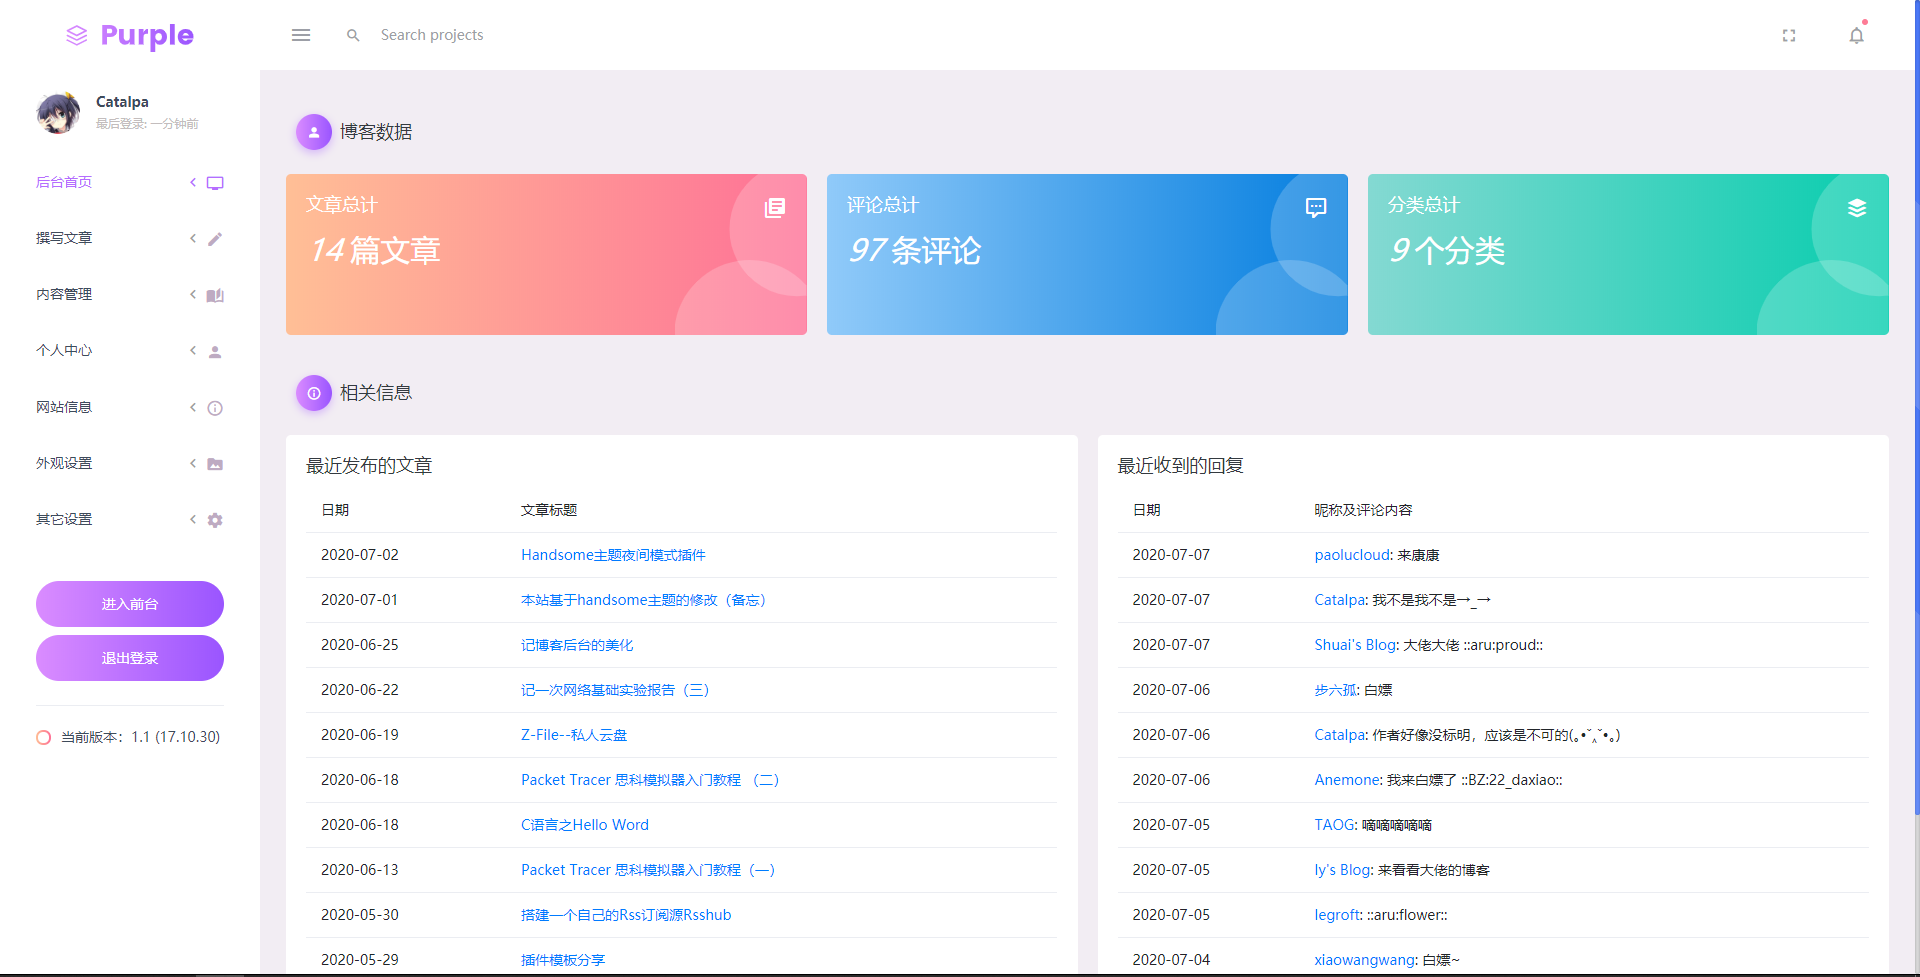 Purple
Search projects
Catalpa
最后登录: 一分钟前
后台首页
撰写文章
内容管理
个人中心
网站信息
外观设置
其它设置
进入前台
退出登录
当前版本：1.1 (17.10.30)
博客数据
文章总计
14 篇文章
评论总计
97 条评论
分类总计
9 个分类
相关信息
最近发布的文章
日期 文章标题
2020-07-02 Handsome主题夜间模式插件
2020-07-01 本站基于handsome主题的修改（备忘）
2020-06-25 记博客后台的美化
2020-06-22 记一次网络基础实验报告（三）
2020-06-19 Z-File--私人云盘
2020-06-18 Packet Tracer 思科模拟器入门教程 （二）
2020-06-18 C语言之Hello Word
2020-06-13 Packet Tracer 思科模拟器入门教程（一）
2020-05-30 搭建一个自己的Rss订阅源Rsshub
2020-05-29 插件模板分享
最近收到的回复
日期 昵称及评论内容
2020-07-07 paolucloud: 来康康
2020-07-07 Catalpa: 我不是我不是→_→
2020-07-07 Shuai's Blog: 大佬大佬 ::aru:proud::
2020-07-06 步六孤: 白嫖
2020-07-06 Catalpa: 作者好像没标明，应该是不可的(｡•ˇ‸ˇ•｡)
2020-07-06 Anemone: 我来白嫖了 ::BZ:22_daxiao::
2020-07-05 TAOG: 嘀嘀嘀嘀嘀
2020-07-05 ly's Blog: 来看看大佬的博客
2020-07-05 legroft: ::aru:flower::
2020-07-04 xiaowangwang: 白嫖~